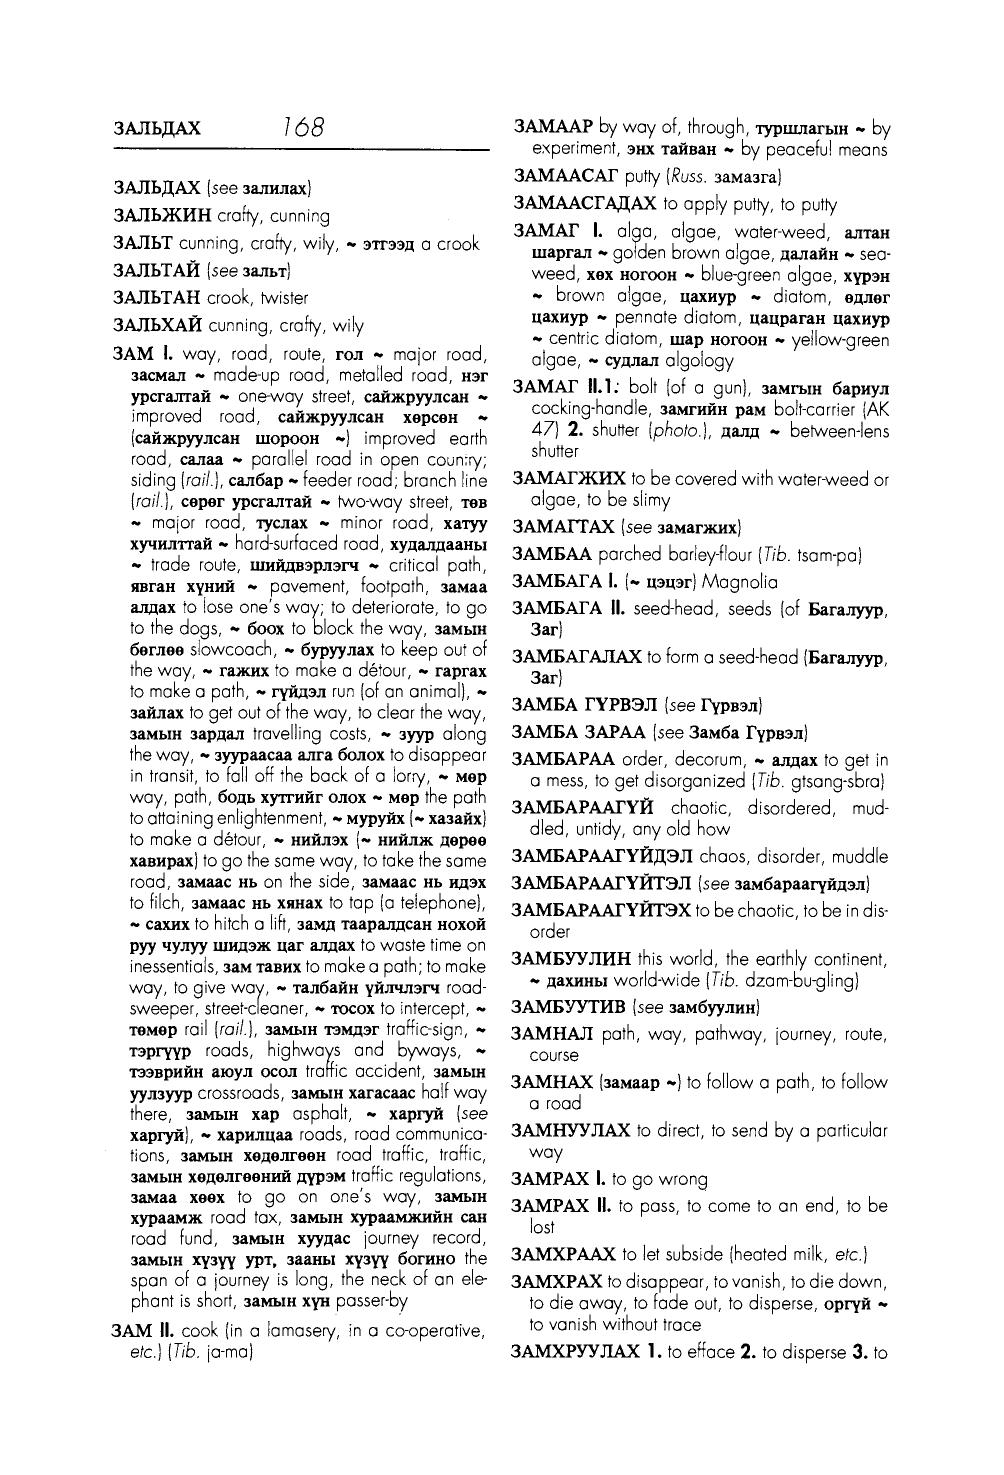 ЗАЛЬДАХ 168
ЗАЛЬДАХ (see залилах)
ЗАЛЬЖИН crafty, cunning
ЗАЛЬТ cunning, crafty, wily, ~ этгээд a crook
ЗАЛЬТАЙ (see зальт)
ЗАЛЬТАН crook, twister
ЗАЛЬХАЙ cunning, crafty, wily
ЗАМ I. way, road, route, гол ~ major road,
засмал ~ made-up road, metalled road, нэг
урсгалтай ~ one-way street, сайжруулсан ~
improved road, сайжруулсан хөрсөн ~
(сайжруулсан шороон ~) improved earth
road, салаа ~ parallel road in open country;
siding (rail.), салбар ~ feeder road; branch line
(rail.), сөрөг урсгалтай ~ two-way street, төв
~ major road, туслах ~ minor road, хатуу
хучилттай ~ hard-surfaced road, худалдааны
~ trade route, шийдвэрлэгч ~ critical path,
явган хүний ~ pavement, footpath, замаа
алдах to lose one's way; to deteriorate, to go
to the dogs, ~ боох to block the way, замын
бөглөө slowcoach, ~ буруулах to keep out of
the way, ~ гажих to make a détour, ~ гаргах
to make a path, ~ гүйдэл run (of an animal), ~
зайлах to get out of the way, to clear the way,
замын зардал travelling costs, ~ зуур along
the way, ~ зуураасаа алга болох to disappear
in transit, to fall off the back of a lorry, ~ мөр
way, path, бодь хутгийг олох ~ мөр the path
to attaining enlightenment, ~ муруйх (~ хазайх)
to make a détour, ~ нийлэх (~ нийлж дөрөө
хавирах) to go the same way, to take the same
road, замаас нь on the side, замаас нь идэх
to filch, замаас нь хянах to tap (a telephone),
~ сахих to hitch a lift, замд тааралдсан нохой
руу чулуу шидэж цаг алдах to waste time on
inessentials, зам тавих to make a path; to make
way, to give way, ~ талбайн үйлчлэгч road-
sweeper, street-cleaner, ~ тосох to intercept, ~
төмөр rail (rail.), замын тэмдэг traffic-sign, ~
тэргүүр roads, highways and byways, ~
тээврийн аюул осол traffic accident, замын
уулзуур crossroads, замын хагасаас half way
there, замын хар asphalt, ~ харгуй (see
харгуй), ~ харилцаа roads, road communica-
tions, замын хөдөлгөөн road traffic, traffic,
замын хөдөлгөөний дүрэм traffic regulations,
замаа хөөх to go on one's way, замын
хураамж road tax, замын хураамжийн сан
road fund, замын хуудас journey record,
замын хүзүү урт, зааны хүзүү богино the
span of a journey is long, the neck of an ele-
phant is short, замын хүн passer-by
ЗАМ II. cook (in a lamasery, in a co-operative,
etc.) (Tib. ja-ma)
ЗАМААР by way of, through, туршлагын ~ by
experiment, энх тайван ~ by peaceful means
ЗАМААСАГ putty (Russ. замазга)
ЗАМААСГАДАХ to apply putty, to putty
ЗАМАГ I. alga, algae, water-weed, алтан
шаргал ~ golden brown algae, далайн ~ sea-
weed, хөх ногоон ~ blue-green algae, хүрэн
~ brown algae, цахиур ~ diatom, өдлөг
цахиур ~ pennate diatom, цацраган цахиур
~ centric diatom, шар ногоон ~ yellow-green
algae, ~ судлал algology
ЗАМАГ II.1: bolt (of a gun), замгын бариул
cocking-handle, замгийн рам bolt-carrier (AK
47) 2. shutter (photo.), далд ~ between-lens
shutter
ЗАМАГЖИХ to be covered with water-weed or
algae, to be slimy
ЗАМАГТАХ (see замагжих)
ЗАМБАА parched barley-flour (Tib. tsam-pa)
ЗАМБАГА I. (~ цэцэг) Magnolia
ЗАМБАГА II. seed-head, seeds (of Багалуур,
Заг)
ЗАМБАГАЛАХ to form a seed-head (Багалуур,
Заг)
ЗАМБА ГҮРВЭЛ (see Гүрвэл)
ЗАМБА ЗАРАА (see Замба Гүрвэл)
ЗАМБАРАА order, decorum, ~ алдах to get in
a mess, to get disorganized (Tib. gtsang-sbra)
ЗАМБАРААГҮЙ chaotic, disordered, mud-
dled, untidy, any old how
ЗАМБАРААГҮЙДЭЛ chaos, disorder, muddle
ЗАМБАРААГҮЙТЭЛ (see замбараагүйдэл)
ЗАМБАРААГҮЙТЭХ to be chaotic, to be in dis-
order
ЗАМБУУЛИН this world, the earthly continent,
~ дахины world-wide (Tib. dzam-bu-gling)
ЗАМБУУТИВ (see замбуулин)
ЗАМНАЛ path, way, pathway, journey, route,
course
ЗАМНАХ (замаар ~) to follow a path, to follow
a road
ЗАМНУУЛАХ to direct, to send by a particular
way
ЗАМРАХ I. to go wrong
ЗАМРАХ II. to pass, to come to an end, to be
lost
ЗАМХРААХ to let subside (heated milk, etc.)
ЗАМХРАХ to disappear, to vanish, to die down,
to die away, to fade out, to disperse, оргүй ~
to vanish without trace
ЗАМХРУУЛАХ 1. to efface 2. to disperse 3. to